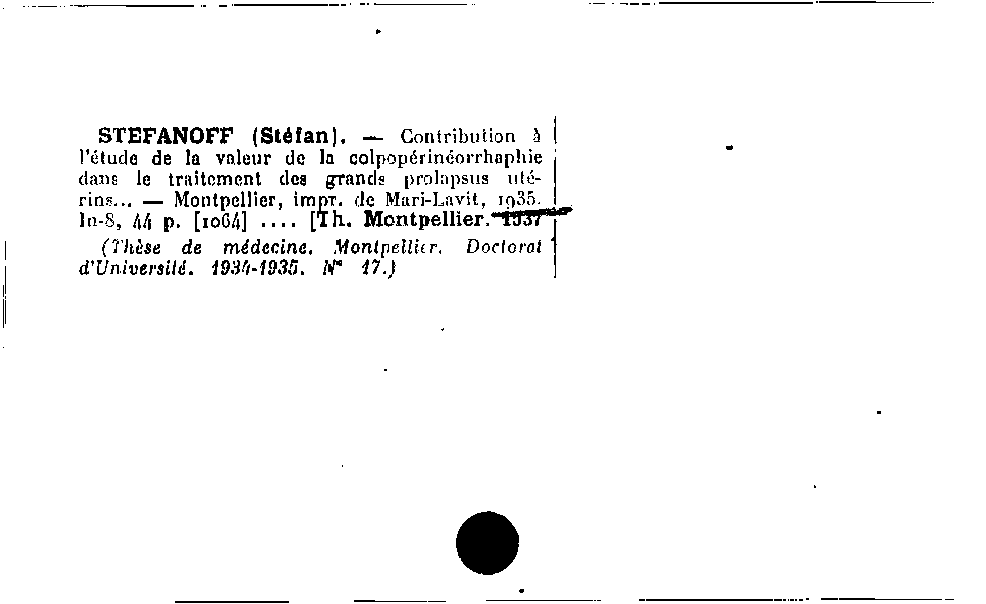 STEFANOFF (Stéfan). — Contribution à
l'étude de la valeur de la colpopérinéorrhaphie
dans le traitement des grands prolapsus uté-
rins... — Montpellier, impr. de Mari-Lavit, 1935.
In-8, 44 p. [1064] .... [Th. Montpellier. 1937
(Thèse de médecine. Montpellier. Doctorat
d'Université. 1934-1935. N° 17.)